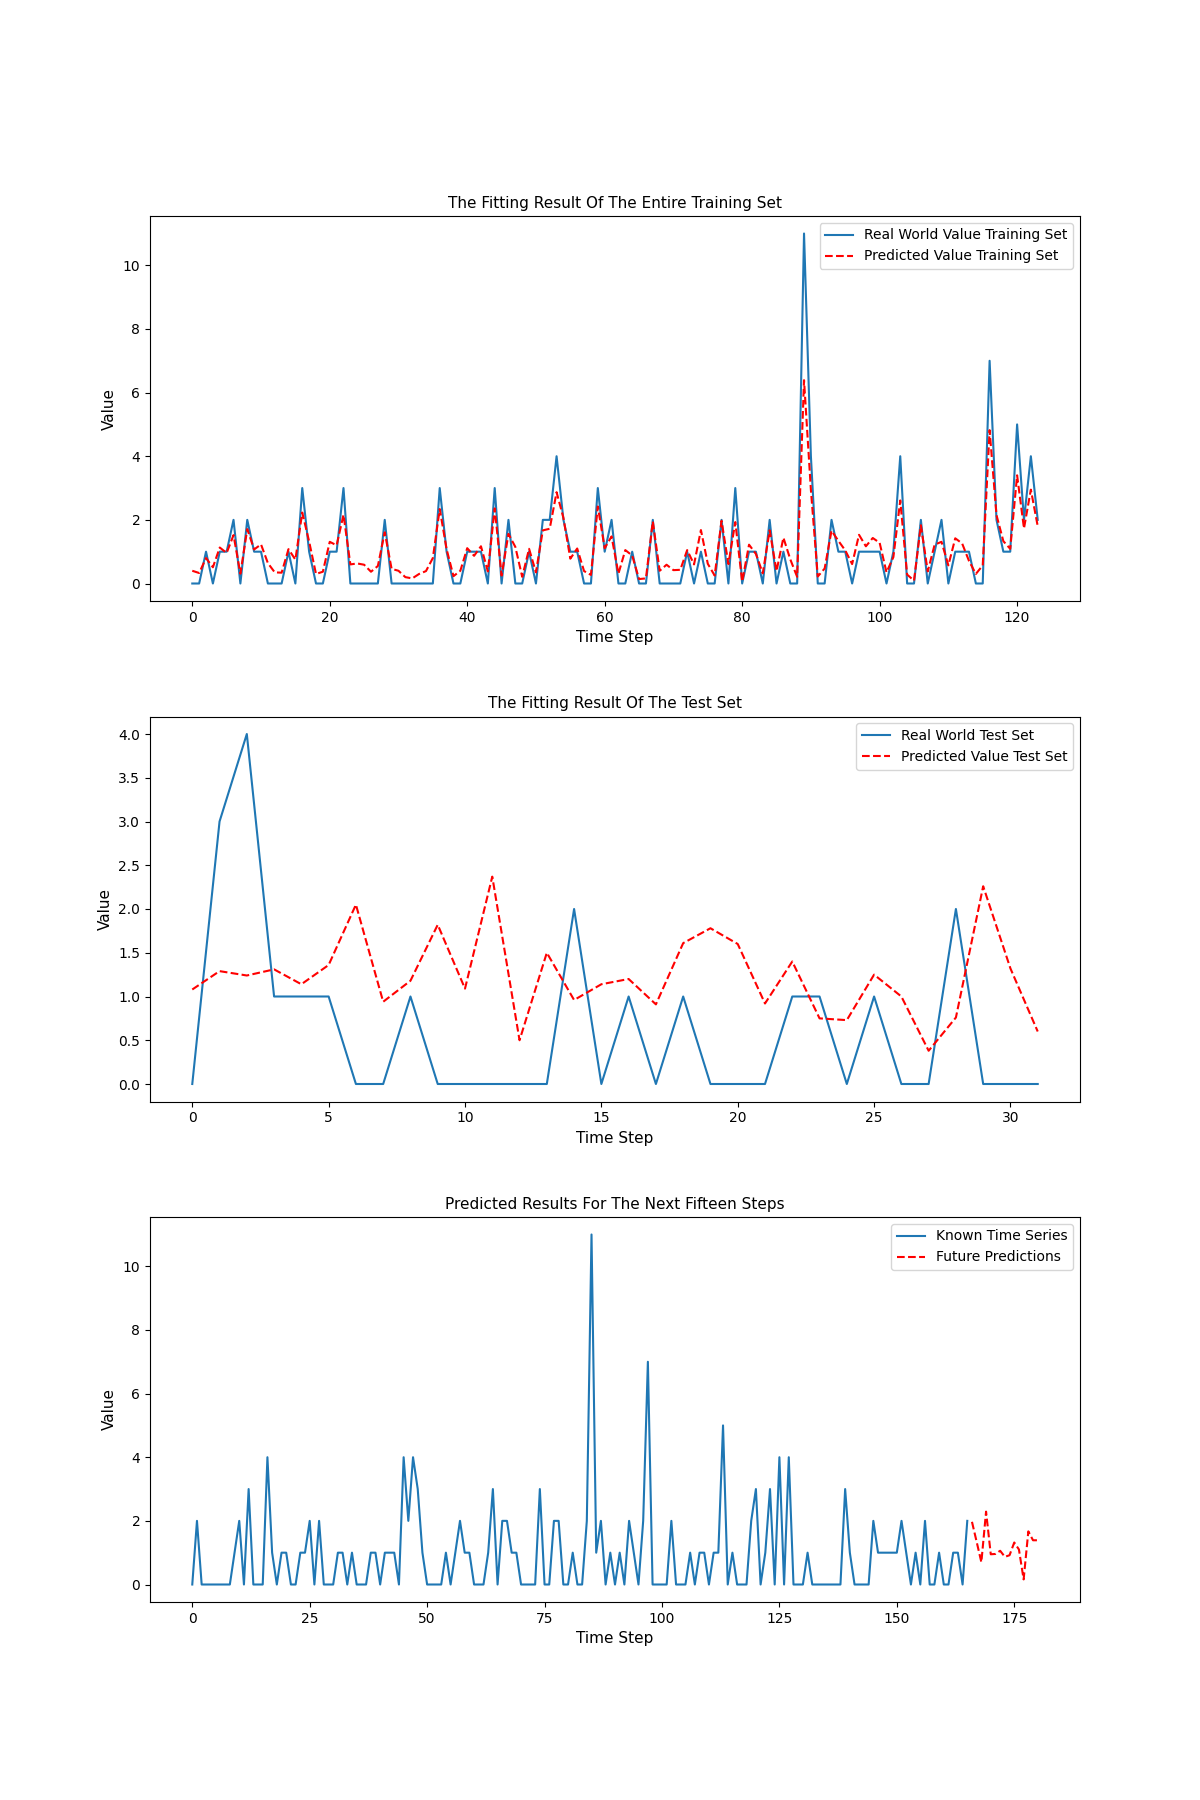 The Fitting Result Of The Entire Training Set
Real World Value Training Set
Predicted Value Training Set
10
8
6
4
2
0
Value
0 20 40 60 80 100 120
Time Step
The Fitting Result Of The Test Set
Real World Test Set
Predicted Value Test Set
4.0
3.5
3.0
2.5
2.0
1.5
1.0
0.5
0.0
Value
0 5 10 15 20 25 30
Time Step
Predicted Results For The Next Fifteen Steps
Known Time Series
Future Predictions
10
8
6
4
2
0
Value
0 25 50 75 100 125 150 175
Time Step